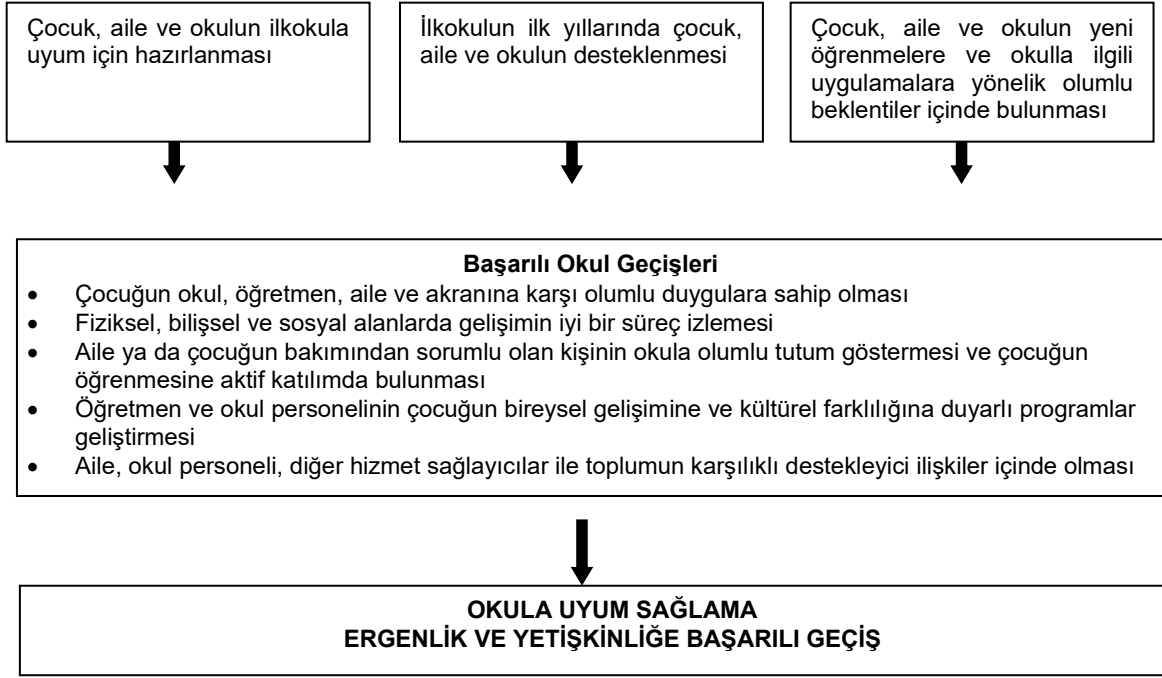 Çocuk, aile ve okulun ilkokula
uyum için hazırlanması
İlkokulun ilk yıllarında çocuk,
aile ve okulun desteklenmesi
Çocuk, aile ve okulun yeni
öğrenmelere ve okulla ilgili
uygulamalara yönelik olumlu
beklentiler içinde bulunması
Başarılı Okul Geçişleri
• Çocuğun okul, öğretmen, aile ve akranına karşı olumlu duygulara sahip olması
• Fiziksel, bilişsel ve sosyal alanlarda gelişimin iyi bir süreç izlemesi
• Aile ya da çocuğun bakımından sorumlu olan kişinin okula olumlu tutum göstermesi ve çocuğun
öğrenmesine aktif katılımda bulunması
• Öğretmen ve okul personelinin çocuğun bireysel gelişimine ve kültürel farklılığına duyarlı programlar
geliştirmesi
• Aile, okul personeli, diğer hizmet sağlayıcılar ile toplumun karşılıklı destekleyici ilişkiler içinde olması
OKULA UYUM SAĞLAMA
ERGENLİK VE YETİŞKİNLİĞE BAŞARILI GEÇİŞ